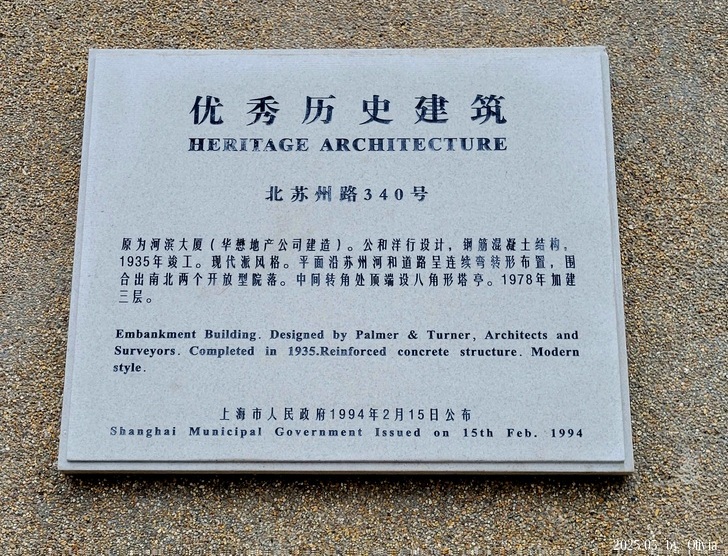 优秀历史建筑
HERITAGE ARCHITECTURE
北苏州路340号
原为河滨大厦（华懋地产公司建造）。公和洋行设计，钢筋混凝土结构，
1935年竣工。现代派风格。平面沿苏州河和道路呈连续弯转形布置，围
合出南北两个开放型院落。中间转角处顶端设八角形塔亭。1978年加建
三层。
Embankment Building. Designed by Palmer & Turner, Architects and
Surveyors. Completed in 1935.Reinforced concrete structure. Modern
style.
上海市人民政府1994年2月15日公布
Shanghai Municipal Government Issued on 15th Feb. 1994
2025.05 by Olivia